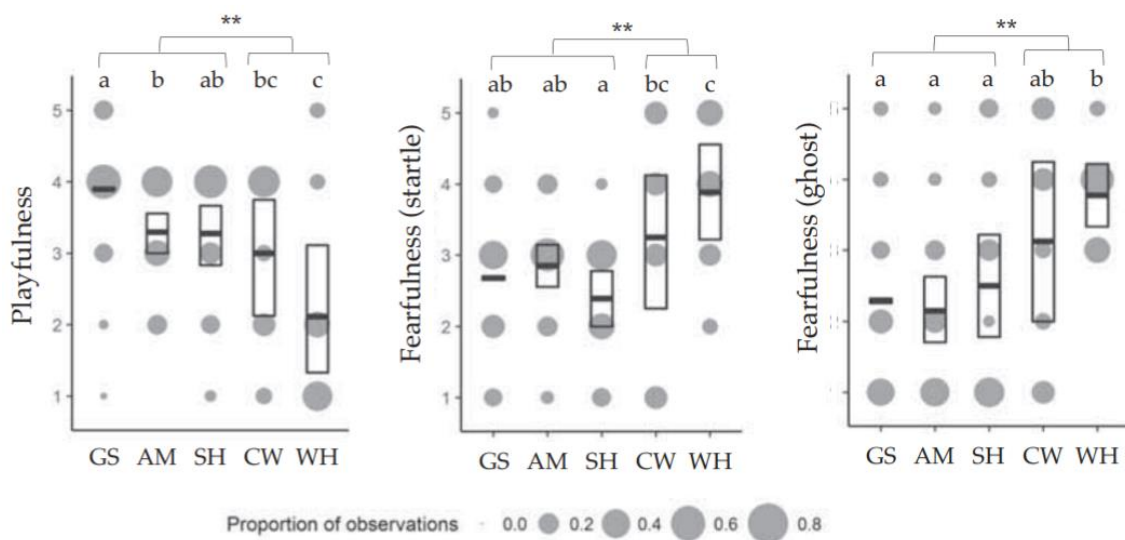 ** ** **
a b ab bc c
ab ab a bc c
a a a ab b
Playfulness
5
4
3
2
1
GS AM SH CW WH
Fearfulness (startle)
5
4
3
2
1
GS AM SH CW WH
Fearfulness (ghost)
GS AM SH CW WH
Proportion of observations 0.0 0.2 0.4 0.6 0.8